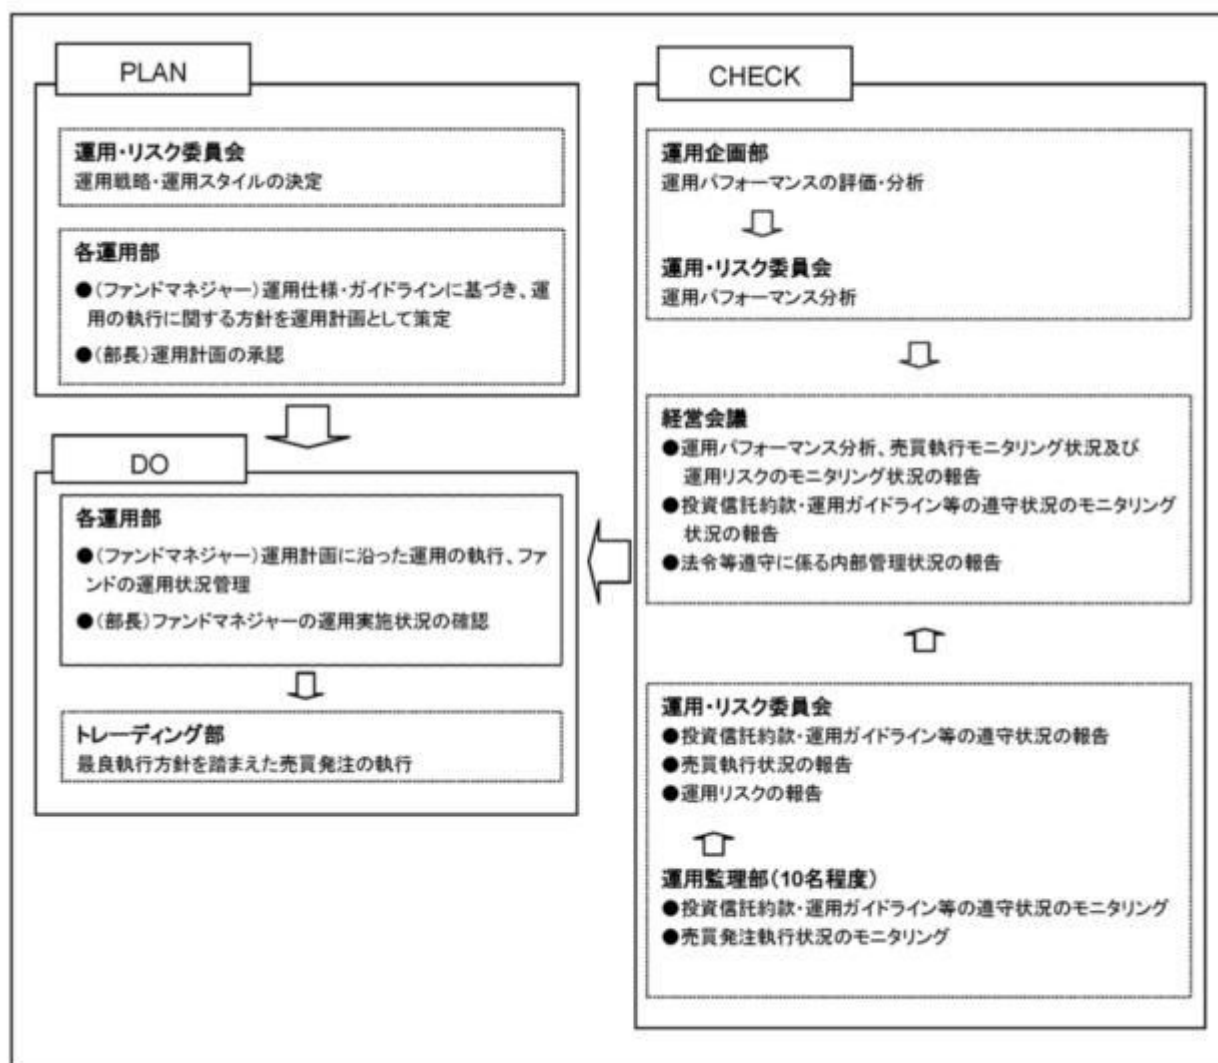 PLAN
運用・リスク委員会
運用戦略・運用スタイルの決定
各運用部
●(ファンドマネジャー)運用仕様・ガイドラインに基づき、運
用の執行に関する方針を運用計画として策定
●(部長)運用計画の承認
DO
各運用部
●(ファンドマネジャー)運用計画に沿った運用の執行、ファ
ンドの運用状況管理
●(部長)ファンドマネジャーの運用実施状況の確認
トレーディング部
最良執行方針を踏まえた売買発注の執行
CHECK
運用企画部
運用パフォーマンスの評価・分析
運用・リスク委員会
運用パフォーマンス分析
経営会議
●運用パフォーマンス分析、売買執行モニタリング状況及び
運用リスクのモニタリング状況の報告
●投資信託約款・運用ガイドライン等の遵守状況のモニタリング
状況の報告
●法令等遵守に係る内部管理状況の報告
運用・リスク委員会
●投資信託約款・運用ガイドライン等の遵守状況の報告
●売買執行状況の報告
●運用リスクの報告
運用監理部(10名程度)
●投資信託約款・運用ガイドライン等の遵守状況のモニタリング
●売買発注執行状況のモニタリング